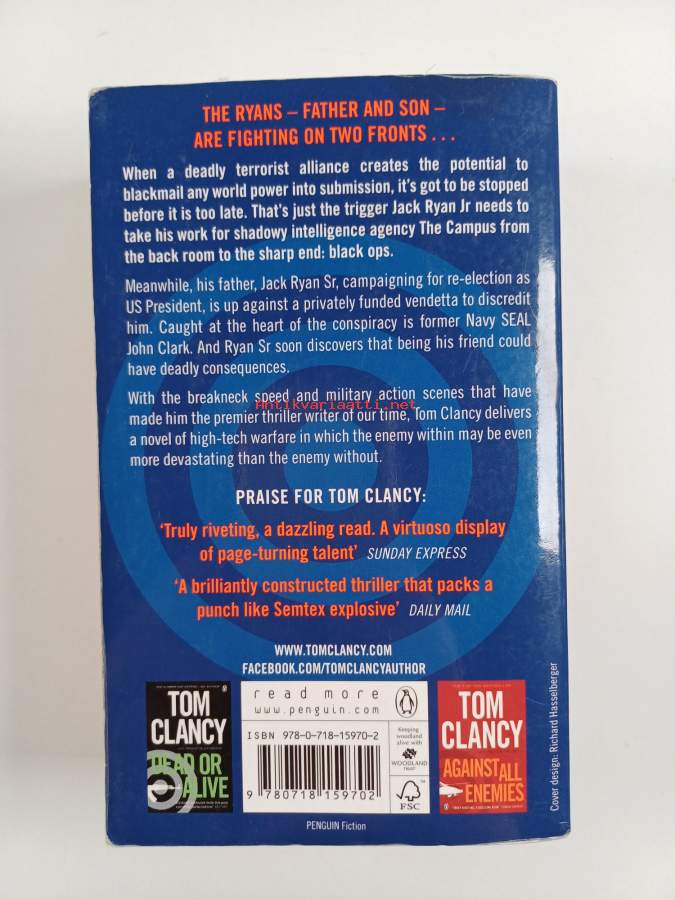 THE RYANS – FATHER AND SON –
ARE FIGHTING ON TWO FRONTS . . .
When a deadly terrorist alliance creates the potential to
blackmail any world power into submission, it's got to be stopped
before it is too late. That's just the trigger Jack Ryan Jr needs to
take his work for shadowy intelligence agency The Campus from
the back room to the sharp end: black ops.
Meanwhile, his father, Jack Ryan Sr, campaigning for re-election as
US President, is up against a privately funded vendetta to discredit
him. Caught at the heart of the conspiracy is former Navy SEAL
John Clark. And Ryan Sr soon discovers that being his friend could
have deadly consequences.
With the breakneck speed and military action scenes that have
Antikvariaatti.net
made him the premier thriller writer of our time, Tom Clancy delivers
a novel of high-tech warfare in which the enemy within may be even
more devastating than the enemy without.
PRAISE FOR TOM CLANCY:
'Truly riveting, a dazzling read. A virtuoso display
of page-turning talent' SUNDAY EXPRESS
'A brilliantly constructed thriller that packs a
punch like Semtex explosive' DAILY MAIL
WWW.TOMCLANCY.COM
FACEBOOK.COM/TOMCLANCYAUTHOR
TOM
CLANCY
DEAD OR
ALIVE
read more
www.penguin.com
ISBN 978-0-718-15970-2
9 780718 159702
Keeping
woodland
alive with
WOODLAND
TRUST
FSC
TOM
CLANCY
AGAINST ALL
ENEMIES
PENGUIN Fiction
Cover design: Richard Hasselberger